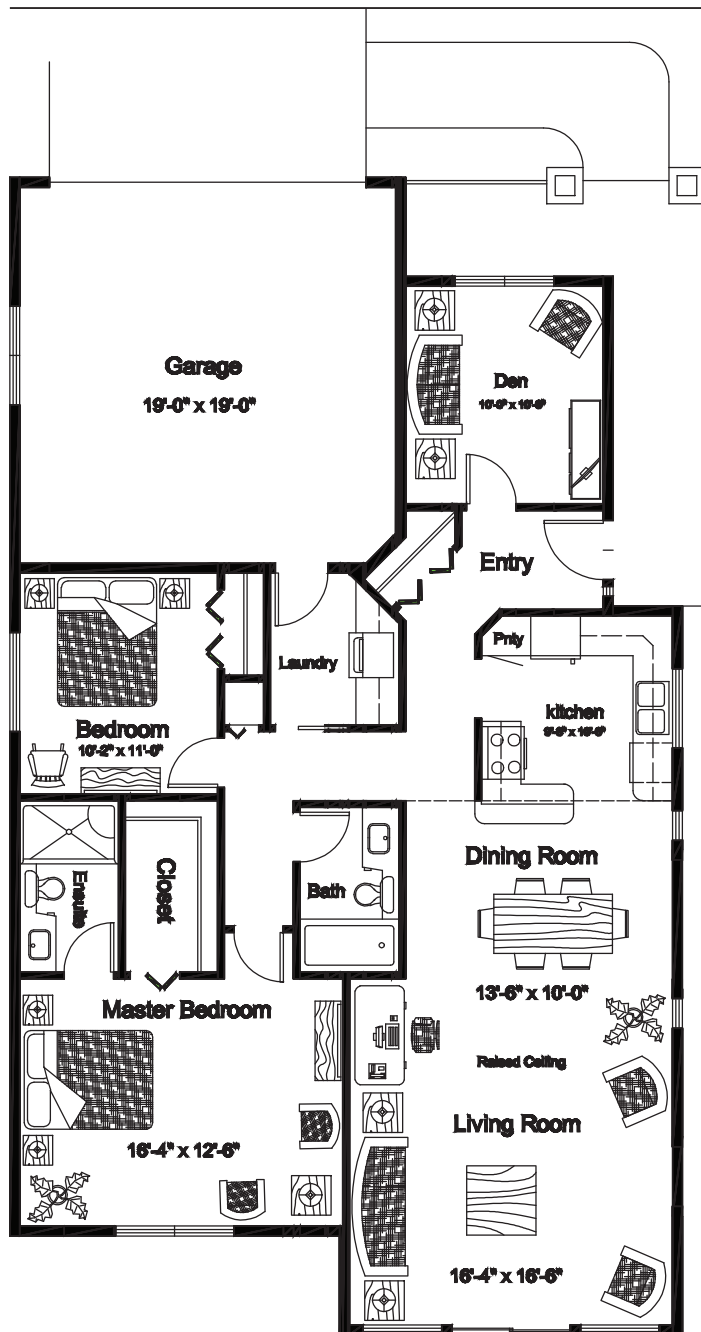 Garage
19'-0" x 19'-0"
Den
Entry
Pnty
Laundry
kitchen
Bedroom
10'-2" x 11'-0"
Dining Room
Closet
Ensuite
Bath
13'-6" x 10'-0"
Master Bedroom
Raised Ceiling
Living Room
16'-4" x 12'-6"
16'-4" x 16'-6"